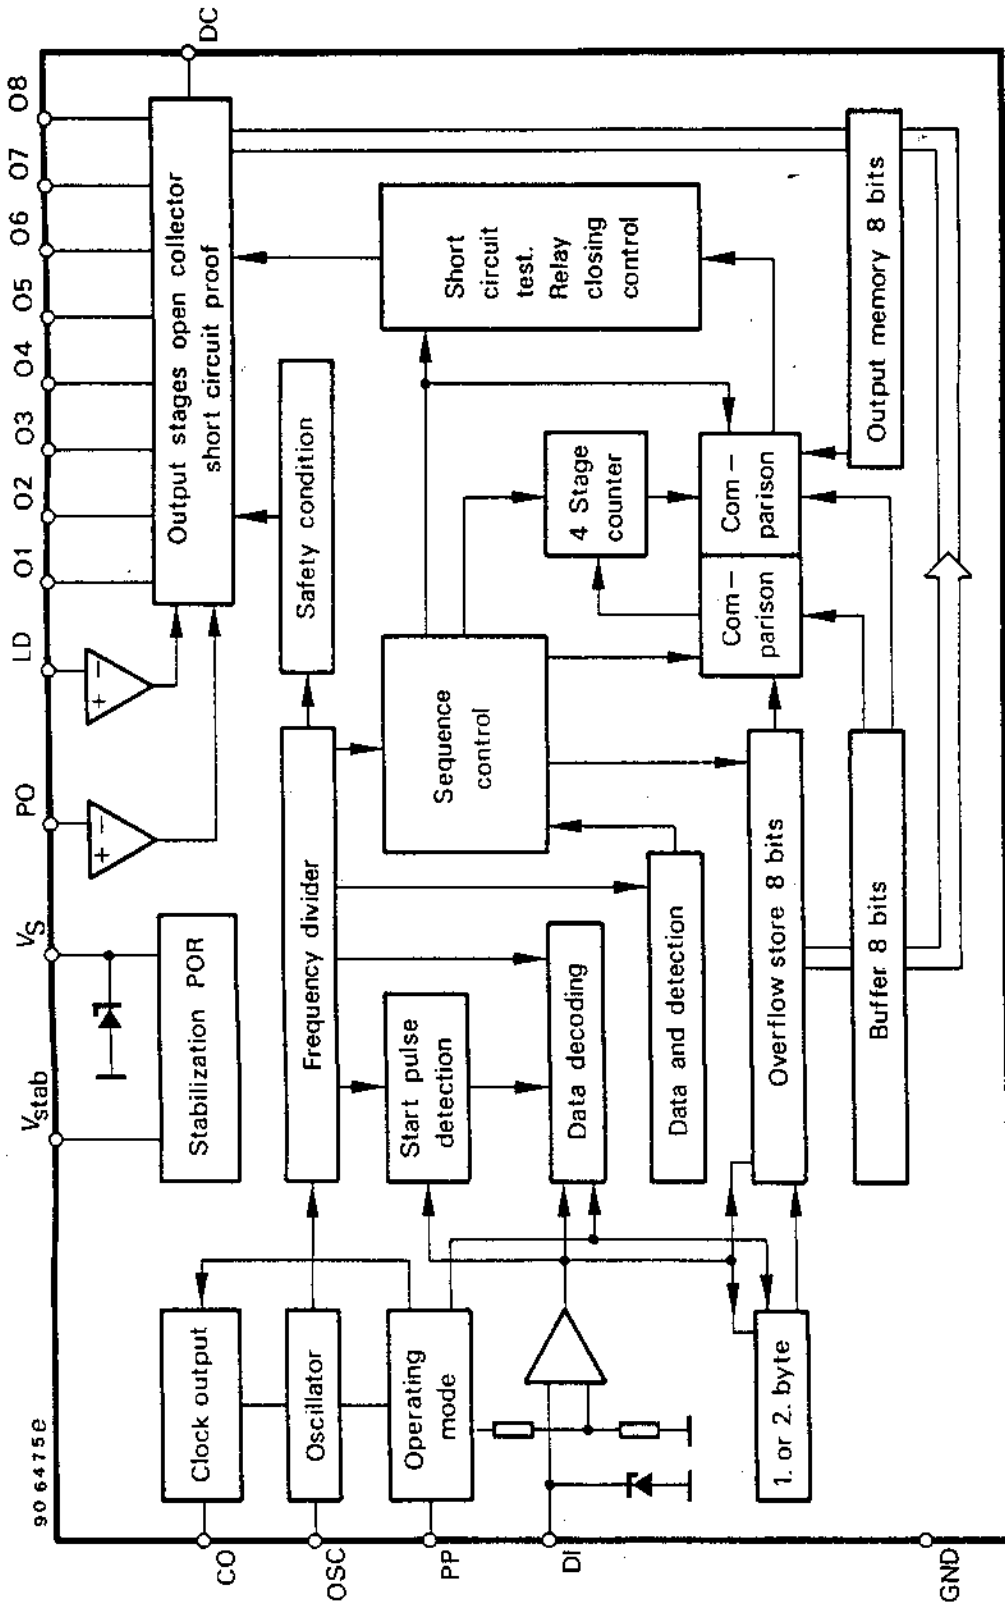 906475e
Vstab
VS
PO
LD
O1
O2
O3
O4
O5
O6
O7
O8
DC
CO
OSC
PP
DI
GND
Clock output
Oscillator
Operating
mode
1. or 2. byte
Stabilization POR
Frequency divider
Start pulse
detection
Data decoding
Data and detection
Overflow store 8 bits
Buffer 8 bits
+ −
+ −
Output stages open collector
short circuit proof
Safety condition
Sequence
control
4 Stage
counter
Com –
parison
Com –
parison
Short
circuit
test.
Relay
closing
control
Output memory 8 bits